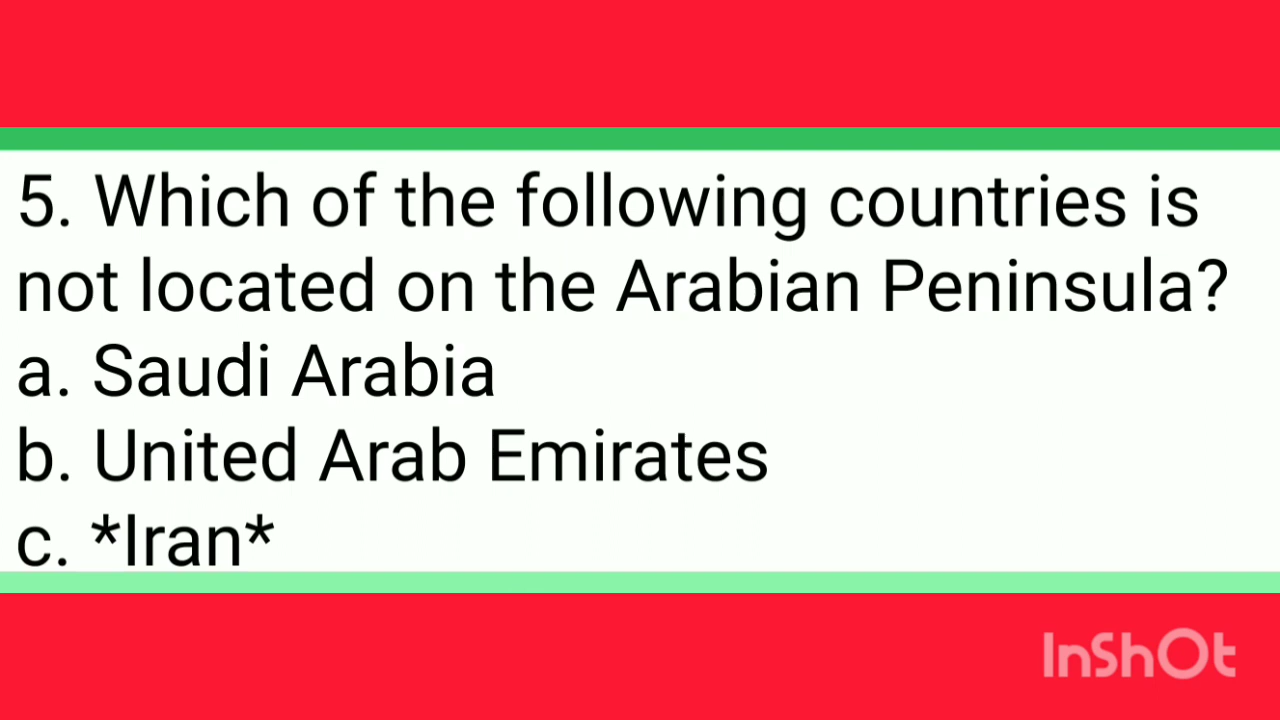 5. Which of the following countries is
not located on the Arabian Peninsula?
a. Saudi Arabia
b. United Arab Emirates
c. *Iran*
InShOt